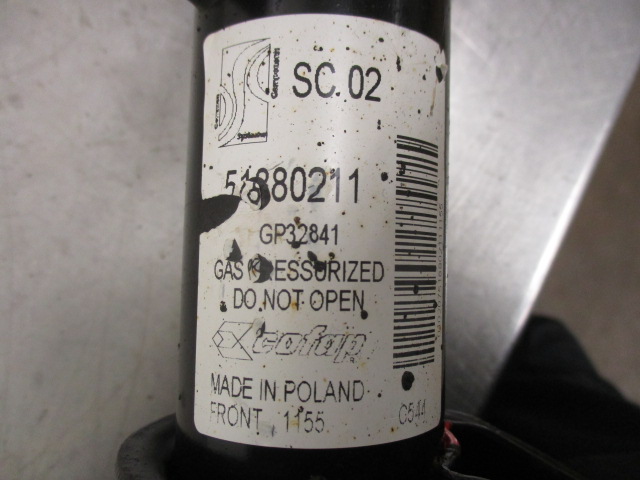 SC.02
51880211
GP32841
GAS PRESSURIZED
DO NOT OPEN
cofap
MADE IN POLAND
FRONT 1155
C544